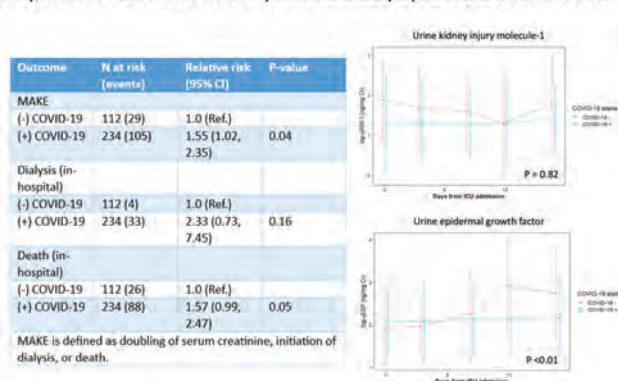 Outcome N at risk (events) Relative risk (95% CI) P-value
MAKE
(-) COVID-19 112 (29) 1.0 (Ref.)
(+) COVID-19 234 (105) 1.55 (1.02, 2.35) 0.04
Dialysis (in-hospital)
(-) COVID-19 112 (4) 1.0 (Ref.)
(+) COVID-19 234 (33) 2.33 (0.73, 7.45) 0.16
Death (in-hospital)
(-) COVID-19 112 (26) 1.0 (Ref.)
(+) COVID-19 234 (88) 1.57 (0.99, 2.47) 0.05
MAKE is defined as doubling of serum creatinine, initiation of
dialysis, or death.
Urine kidney injury molecule-1
COVID-19 status
COVID-19 -
COVID-19 +
P = 0.82
Days from ICU admission
Urine epidermal growth factor
COVID-19 -
COVID-19 +
P <0.01